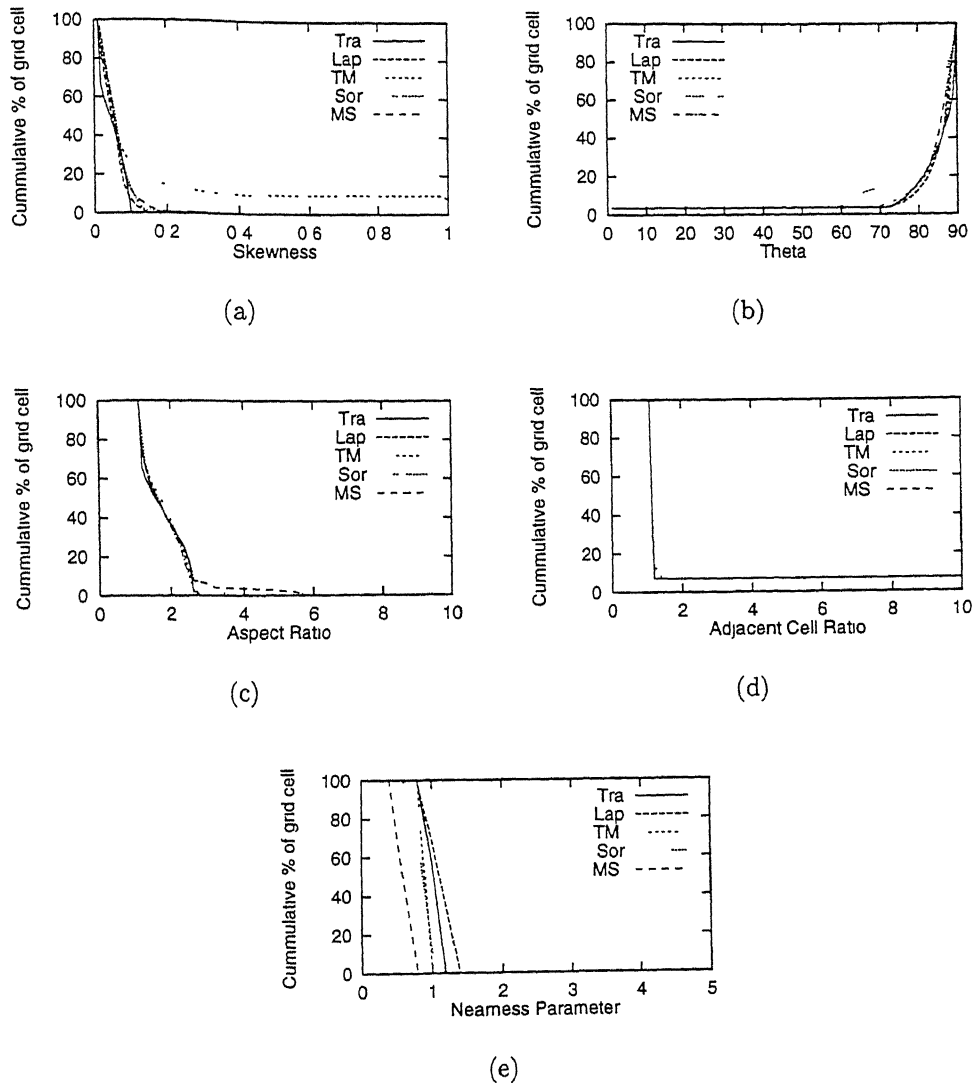 Cummulative % of grid cell
100
80
60
40
20
0
Tra
Lap
TM
Sor
MS
0 0 2 0 4 0 6 0 8 1
Skewness
(a)
Cummulative % of grid cell
100
80
60
40
20
0
Tra
Lap
TM
Sor
MS
0 10 20 30 40 50 60 70 80 90
Theta
(b)
Cummulative % of grid cell
100
80
60
40
20
0
Tra
Lap
TM
Sor
MS
0 2 4 6 8 10
Aspect Ratio
(c)
Cummulative % of grid cell
100
80
60
40
20
0
Tra
Lap
TM
Sor
MS
0 2 4 6 8 10
Adjacent Cell Ratio
(d)
Cummulative % of grid cell
100
80
60
40
20
0
Tra
Lap
TM
Sor
MS
0 1 2 3 4 5
Nearness Parameter
(e)